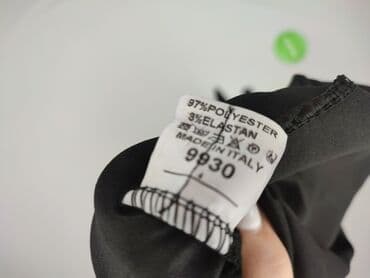 97%POLYESTER
3%ELASTAN
MADE IN ITALY
9930